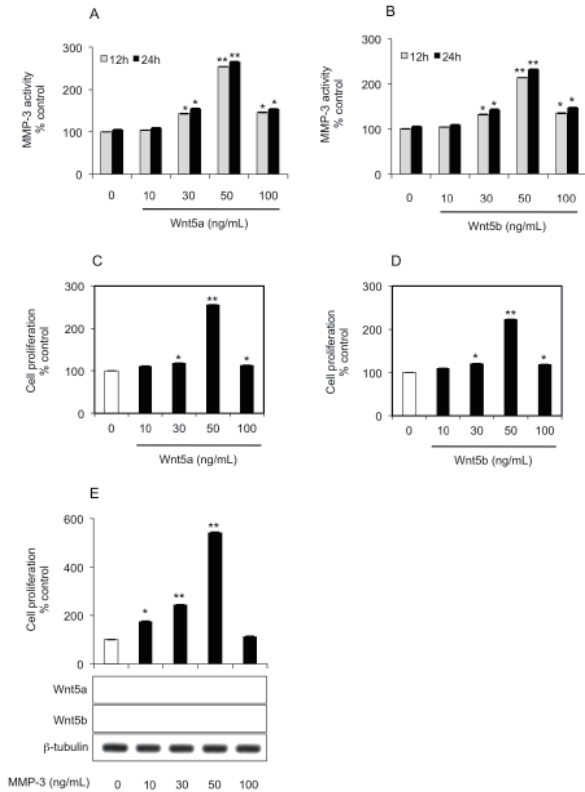 A
MMP-3 activity
% control
300
200
100
0
12h 24h
* * ** ** * *
0 10 30 50 100
Wnt5a (ng/mL)
B
MMP-3 activity
% control
300
200
100
0
12h 24h
* * ** ** * *
0 10 30 50 100
Wnt5b (ng/mL)
C
Cell proliferation
% control
300
200
100
0
* ** *
0 10 30 50 100
Wnt5a (ng/mL)
D
Cell proliferation
% control
300
200
100
0
* ** *
0 10 30 50 100
Wnt5b (ng/mL)
E
Cell proliferation
% control
600
400
200
0
* ** **
Wnt5a
Wnt5b
β-tubulin
MMP-3 (ng/mL) 0 10 30 50 100